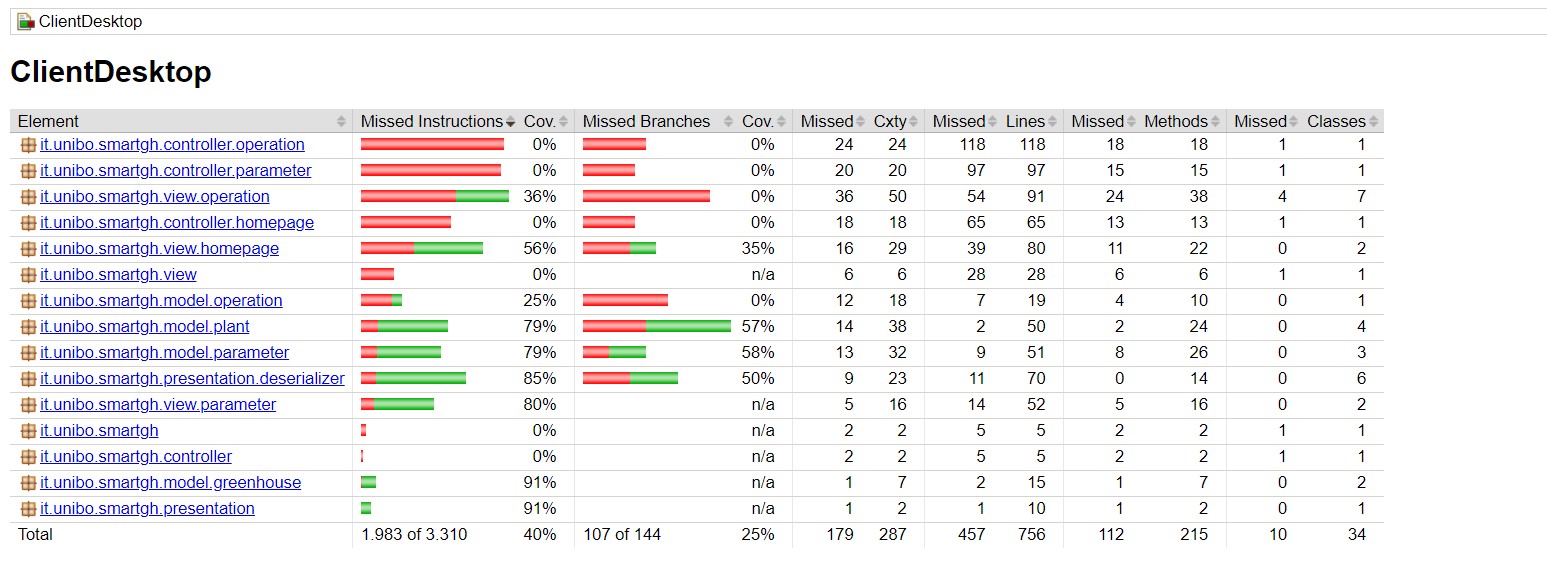 ClientDesktop
ClientDesktop
Element Missed Instructions Cov. Missed Branches Cov. Missed Cxty Missed Lines Missed Methods Missed Classes
it.unibo.smartgh.controller.operation 0% 0% 24 24 118 118 18 18 1 1
it.unibo.smartgh.controller.parameter 0% 0% 20 20 97 97 15 15 1 1
it.unibo.smartgh.view.operation 36% 0% 36 50 54 91 24 38 4 7
it.unibo.smartgh.controller.homepage 0% 0% 18 18 65 65 13 13 1 1
it.unibo.smartgh.view.homepage 56% 35% 16 29 39 80 11 22 0 2
it.unibo.smartgh.view 0% n/a 6 6 28 28 6 6 1 1
it.unibo.smartgh.model.operation 25% 0% 12 18 7 19 4 10 0 1
it.unibo.smartgh.model.plant 79% 57% 14 38 2 50 2 24 0 4
it.unibo.smartgh.model.parameter 79% 58% 13 32 9 51 8 26 0 3
it.unibo.smartgh.presentation.deserializer 85% 50% 9 23 11 70 0 14 0 6
it.unibo.smartgh.view.parameter 80% n/a 5 16 14 52 5 16 0 2
it.unibo.smartgh 0% n/a 2 2 5 5 2 2 1 1
it.unibo.smartgh.controller 0% n/a 2 2 5 5 2 2 1 1
it.unibo.smartgh.model.greenhouse 91% n/a 1 7 2 15 1 7 0 2
it.unibo.smartgh.presentation 91% n/a 1 2 1 10 1 2 0 1
Total 1.983 of 3.310 40% 107 of 144 25% 179 287 457 756 112 215 10 34